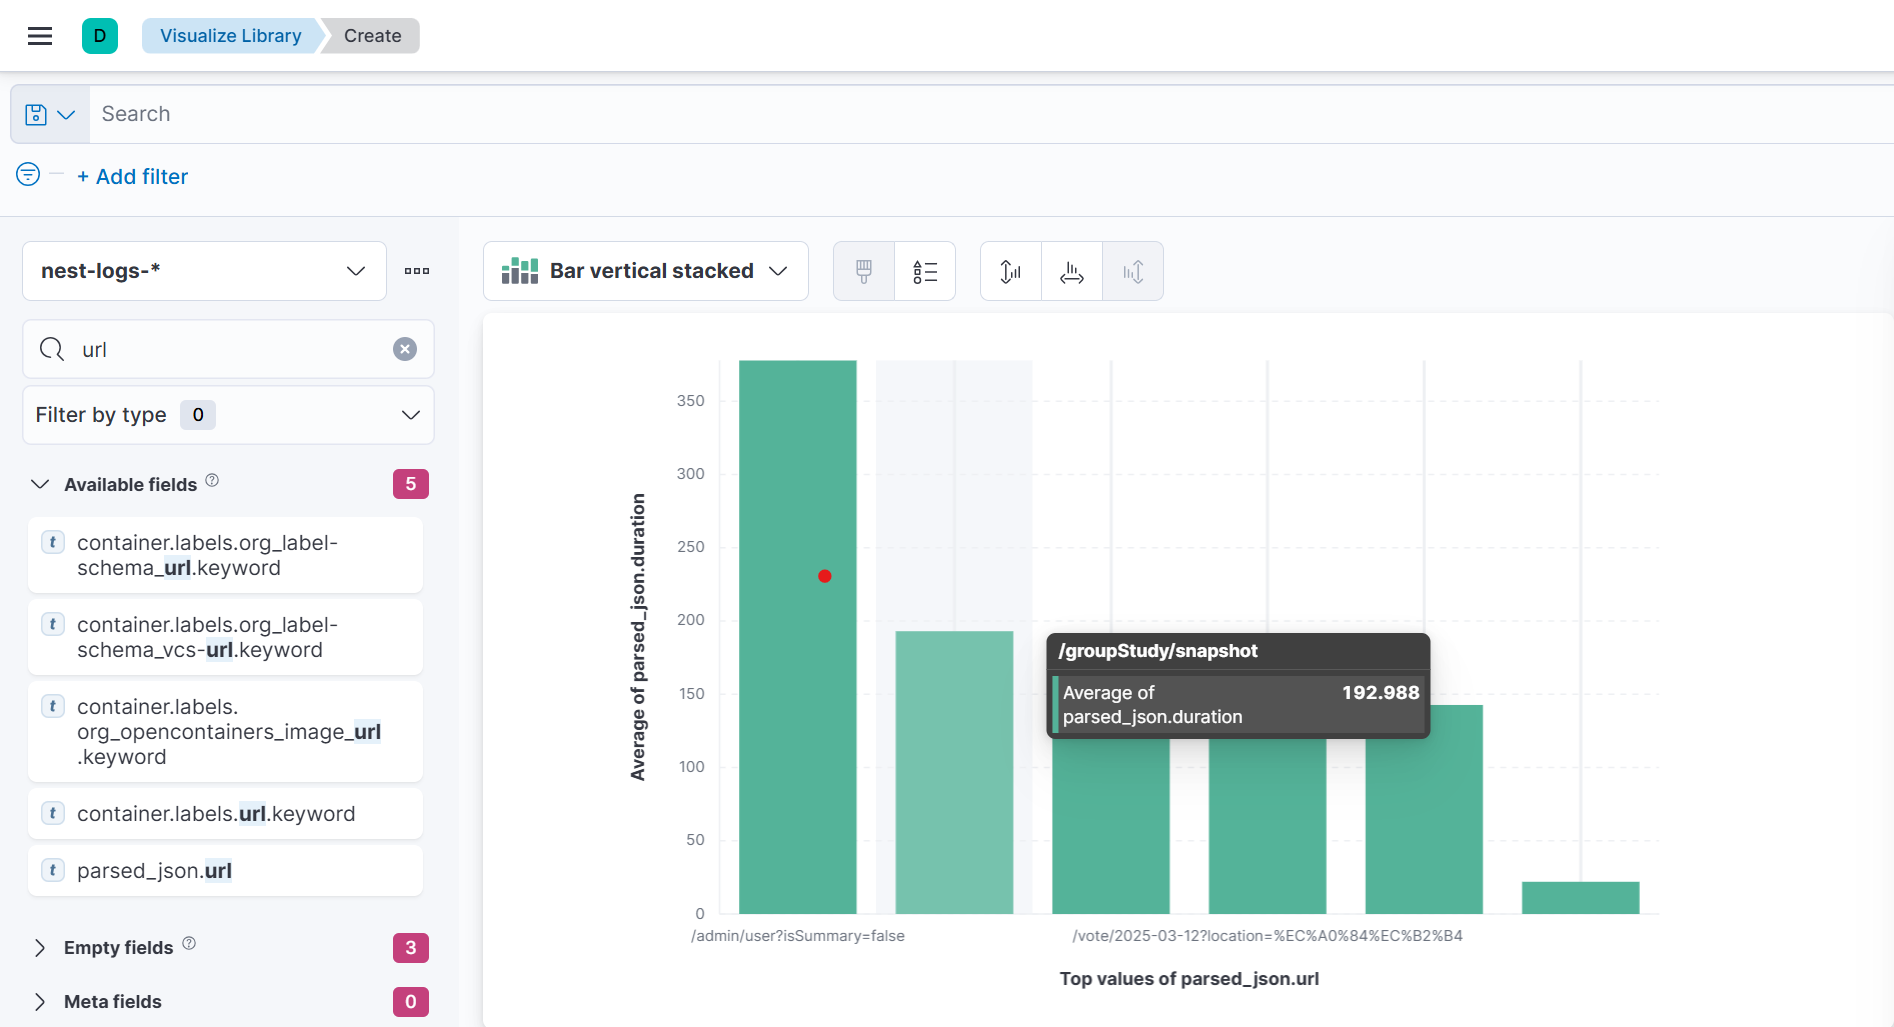 D
Visualize Library
Create
Search
+ Add filter
nest-logs-*
Bar vertical stacked
url
Filter by type 0
Available fields 5
t container.labels.org_label-
schema_url.keyword
t container.labels.org_label-
schema_vcs-url.keyword
t container.labels.
org_opencontainers_image_url
.keyword
t container.labels.url.keyword
t parsed_json.url
Empty fields 3
Meta fields 0
Average of parsed_json.duration
350
300
250
200
150
100
50
0
/groupStudy/snapshot
Average of 192.988
parsed_json.duration
/admin/user?isSummary=false
/vote/2025-03-12?location=%EC%A0%84%EC%B2%B4
Top values of parsed_json.url